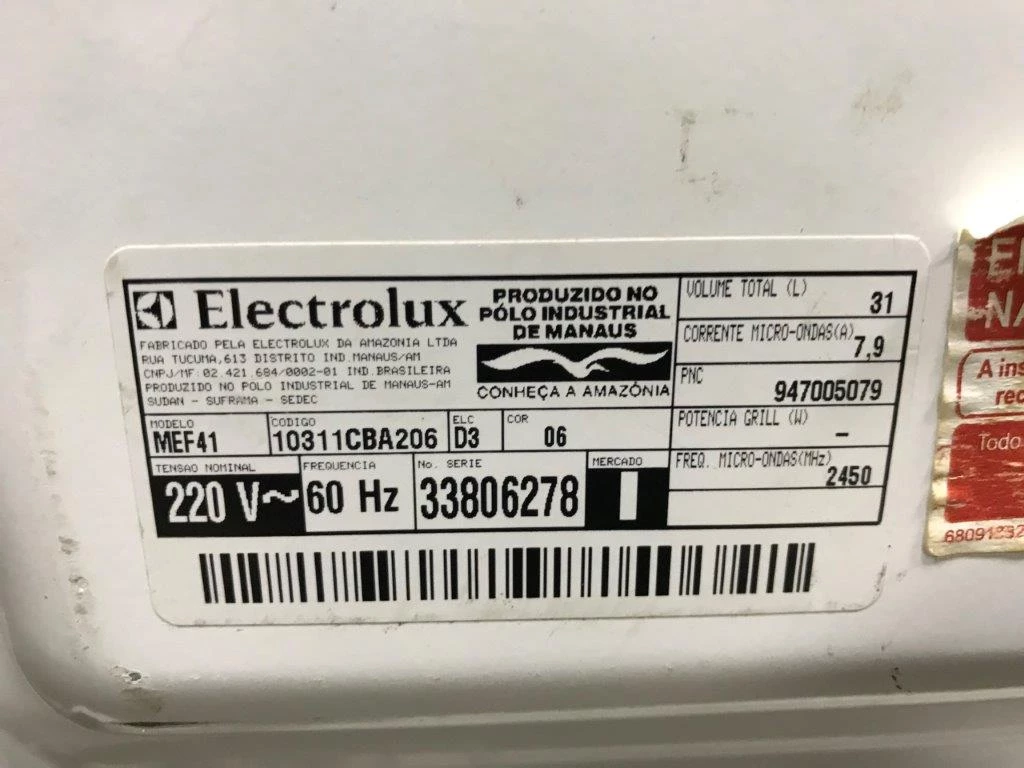 Electrolux
PRODUZIDO NO
PÓLO INDUSTRIAL
DE MANAUS
CONHEÇA A AMAZÔNIA
FABRICADO PELA ELECTROLUX DA AMAZONIA LTDA
RUA TUCUMA,613 DISTRITO IND.MANAUS/AM
CNPJ/MF:02.421.684/0002-01 IND.BRASILEIRA
PRODUZIDO NO POLO INDUSTRIAL DE MANAUS-AM
SUDAN - SUFRAMA - SEDEC
VOLUME TOTAL (L) 31
CORRENTE MICRO-ONDAS(A) 7,9
PNC 947005079
POTENCIA GRILL (W) –
FREQ. MICRO-ONDAS(MHz) 2450
MODELO MEF41
CODIGO 10311CBA206
ELC D3
COR 06
TENSAO NOMINAL 220 V~
FREQUENCIA 60 Hz
No. SERIE 33806278
MERCADO I
A ins
rec
Todo